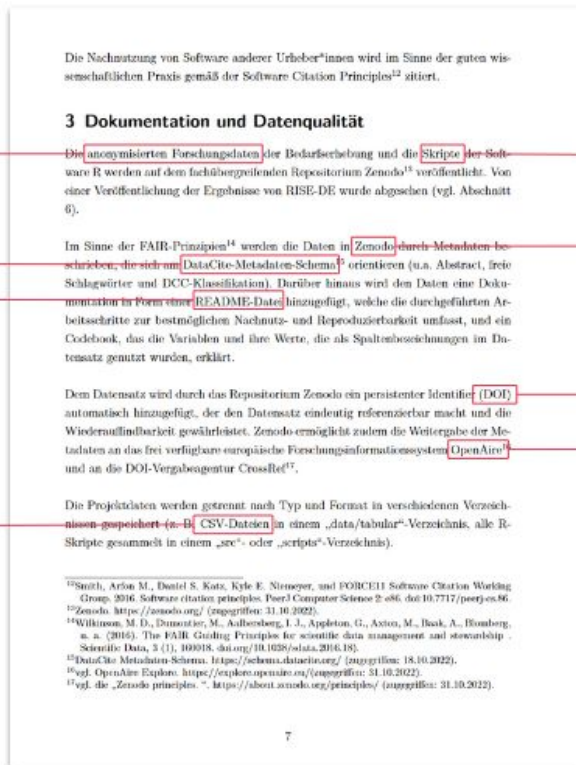 Die Nachnutzung von Software anderer Urheber*innen wird im Sinne der guten wis-
senschaftlichen Praxis gemäß der Software Citation Principles¹² zitiert.
3 Dokumentation und Datenqualität
Die anonymisierten Forschungsdaten der Bedarfserhebung und die Skripte der Soft-
ware R werden auf dem fachübergreifenden Repositorium Zenodo¹³ veröffentlicht. Von
einer Veröffentlichung der Ergebnisse von RISE-DE wurde abgesehen (vgl. Abschnitt
6).
Im Sinne der FAIR-Prinzipien¹⁴ werden die Daten in Zenodo durch Metadaten be-
schrieben, die sich am DataCite-Metadaten-Schema¹⁵ orientieren (u.a. Abstract, freie
Schlagwörter und DCC-Klassifikation). Darüber hinaus wird den Daten eine Doku-
mentation in Form einer README-Datei hinzugefügt, welche die durchgeführten Ar-
beitsschritte zur bestmöglichen Nachnutz- und Reproduzierbarkeit umfasst, und ein
Codebook, das die Variablen und ihre Werte, die als Spaltenbezeichnungen im Da-
tensatz genutzt wurden, erklärt.
Dem Datensatz wird durch das Repositorium Zenodo ein persistenter Identifier (DOI)
automatisch hinzugefügt, der den Datensatz eindeutig referenzierbar macht und die
Wiederauffindbarkeit gewährleistet. Zenodo ermöglicht zudem die Weitergabe der Me-
tadaten an das frei verfügbare europäische Forschungsinformationssystem OpenAire¹⁶
und an die DOI-Vergabeagentur CrossRef¹⁷.
Die Projektdaten werden getrennt nach Typ und Format in verschiedenen Verzeich-
nissen gespeichert (z. B. CSV-Dateien in einem „data/tabular“-Verzeichnis, alle R-
Skripte gesammelt in einem „src“- oder „scripts“-Verzeichnis).
¹²Smith, Arfon M., Daniel S. Katz, Kyle E. Niemeyer, und FORCE11 Software Citation Working
Group. 2016. Software citation principles. PeerJ Computer Science 2: e86. doi:10.7717/peerj-cs.86
¹³Zenodo. https://zenodo.org/ (zugegriffen: 31.10.2022).
¹⁴Wilkinson, M. D., Dumontier, M., Aalbersberg, I. J., Appleton, G., Axton, M., Baak, A., Blomberg,
u. a. (2016). The FAIR Guiding Principles for scientific data management and stewardship .
Scientific Data, 3 (1), 160018. doi.org/10.1038/sdata.2016.18).
¹⁵DataCite Metadaten-Schema. https://schema.datacite.org/ (zugegriffen: 18.10.2022).
¹⁶vgl. OpenAire Explore. https://explore.openaire.eu/(zugegriffen: 31.10.2022).
¹⁷vgl. die „Zenodo principles. “. https://about.zenodo.org/principles/ (zugegriffen: 31.10.2022).
7